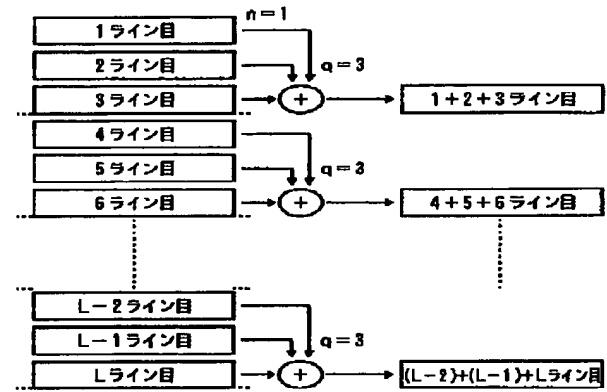 n=1
1ライン目
2ライン目
q=3
3ライン目
+
1+2+3ライン目
4ライン目
5ライン目
q=3
6ライン目
+
4+5+6ライン目
L-2ライン目
L-1ライン目
q=3
Lライン目
+
(L-2)+(L-1)+Lライン目